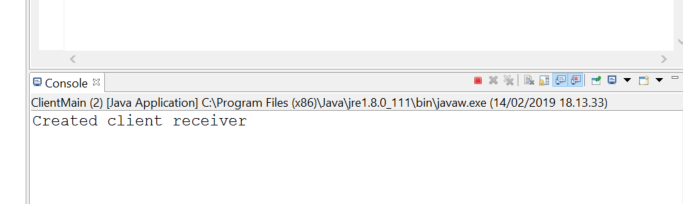 Console
ClientMain (2) [Java Application] C:\Program Files (x86)\Java\jre1.8.0_111\bin\javaw.exe (14/02/2019 18.13.33)
Created client receiver